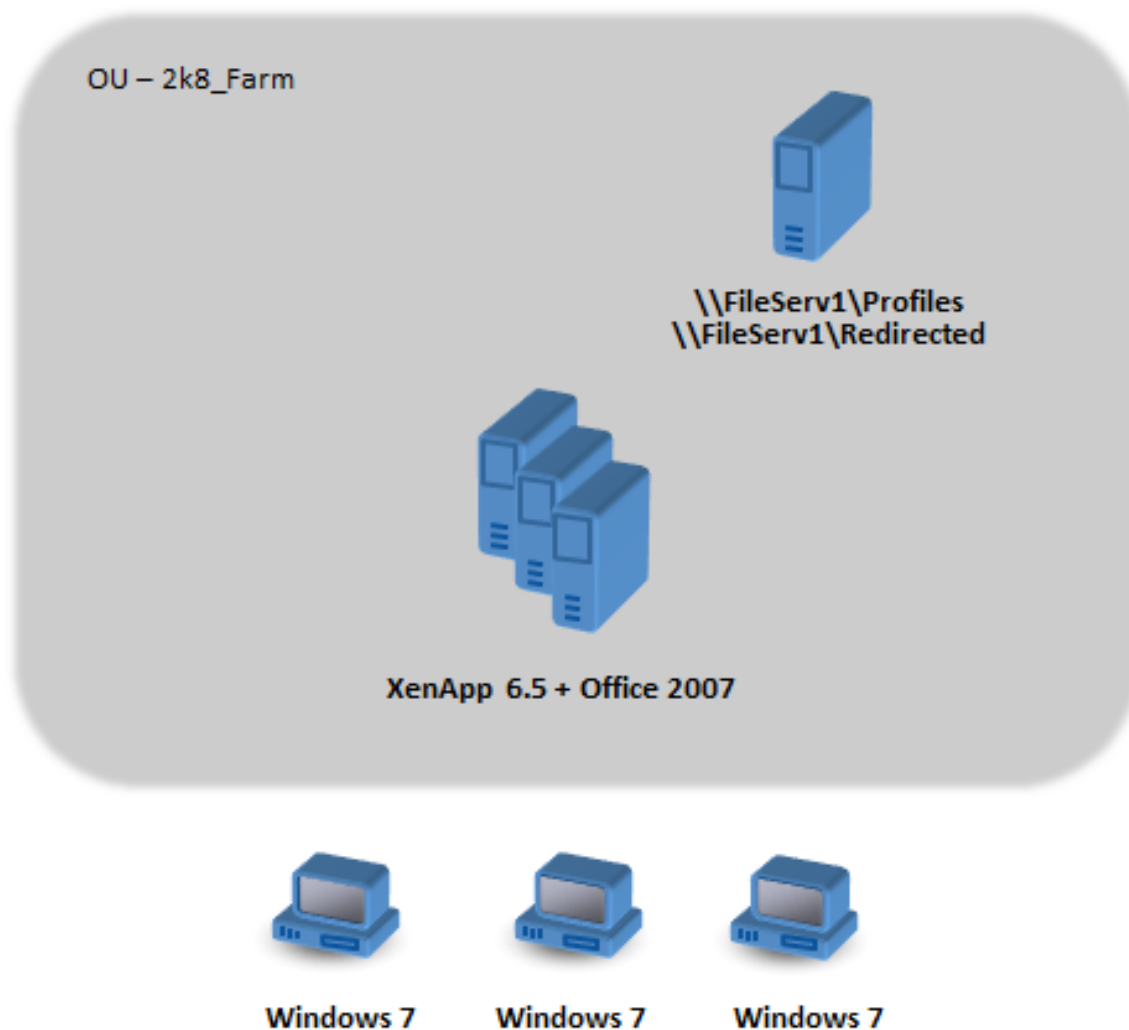 OU – 2k8_Farm
\\FileServ1\Profiles
\\FileServ1\Redirected
XenApp 6.5 + Office 2007
Windows 7
Windows 7
Windows 7